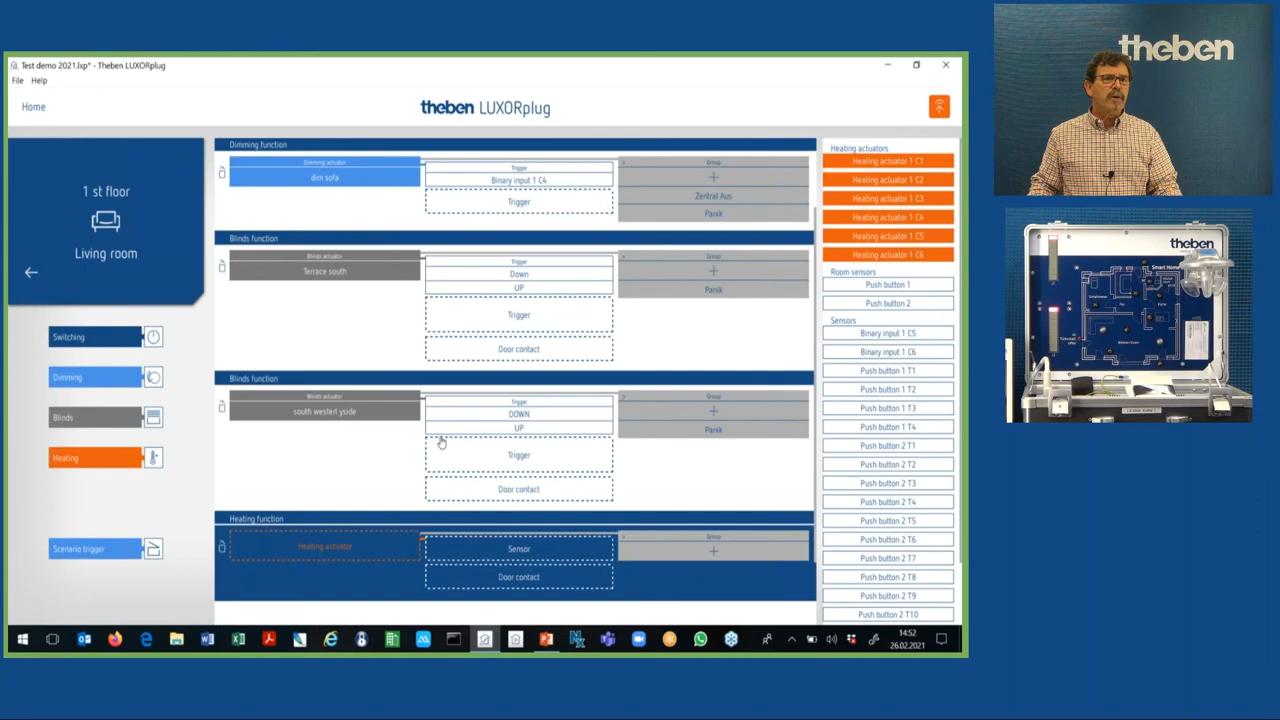 Test demo 2021.lxp* - Theben LUXORplug
File Help
Home
theben LUXORplug
1 st floor
Living room
Switching
Dimming
Blinds
Heating
Scenario trigger
Dimming function
Dimming actuator
dim sofa
Trigger
Binary input 1 C4
Trigger
Group
+
Zentral Aus
Panik
Blinds function
Blinds actuator
Terrace south
Trigger
Down
UP
Trigger
Door contact
Group
+
Panik
Blinds function
Blinds actuator
south westerl yside
Trigger
DOWN
UP
Trigger
Door contact
Group
+
Panik
Heating function
Heating actuator
Sensor
Door contact
Group
+
Heating actuators
Heating actuator 1 C1
Heating actuator 1 C2
Heating actuator 1 C3
Heating actuator 1 C4
Heating actuator 1 C5
Heating actuator 1 C6
Room sensors
Push button 1
Push button 2
Sensors
Binary input 1 C5
Binary input 1 C6
Push button 1 T1
Push button 1 T2
Push button 1 T3
Push button 1 T4
Push button 2 T1
Push button 2 T2
Push button 2 T3
Push button 2 T4
Push button 2 T5
Push button 2 T6
Push button 2 T7
Push button 2 T8
Push button 2 T9
Push button 2 T10
14:52
26.02.2021
theben
theben
Smart Home